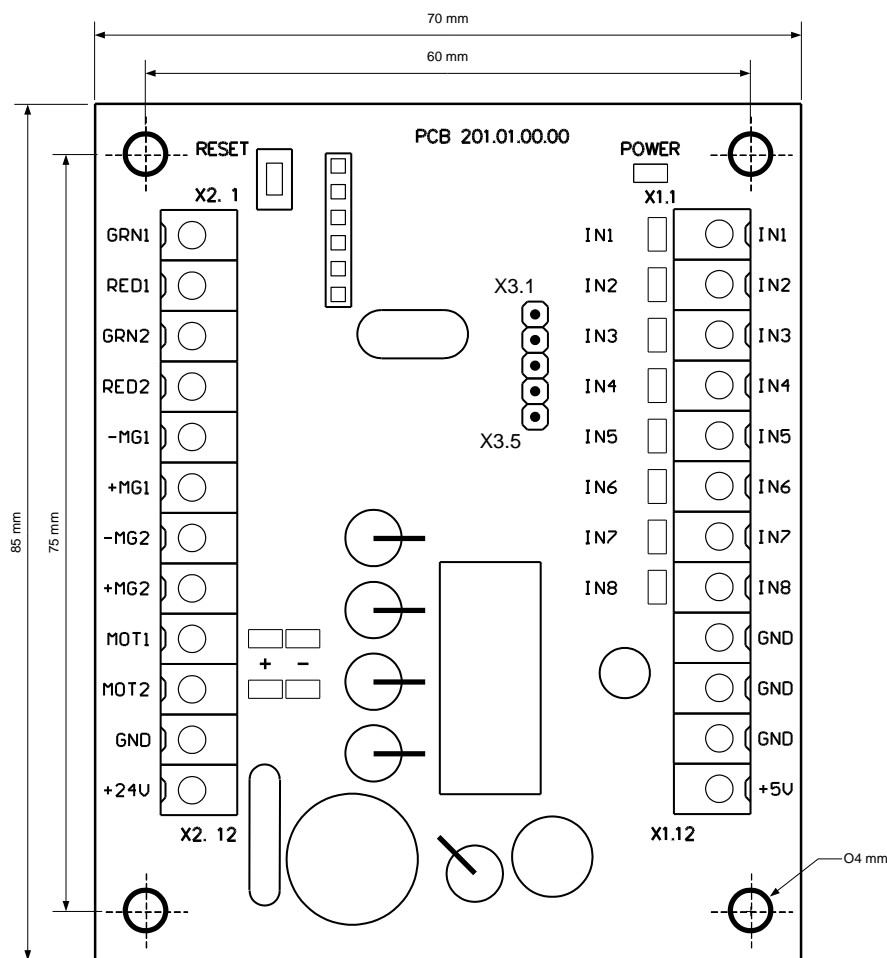 70 mm
60 mm
PCB 201.01.00.00
RESET
POWER
X2. 1
X1.1
GRN1
IN1
IN1
RED1
IN2
IN2
X3.1
GRN2
IN3
IN3
RED2
IN4
IN4
-MG1
IN5
IN5
X3.5
+MG1
IN6
IN6
-MG2
IN7
IN7
+MG2
IN8
IN8
85 mm
75 mm
MOT1
GND
+ -
MOT2
GND
GND
GND
+24V
+5V
X2. 12
X1.12
O4 mm